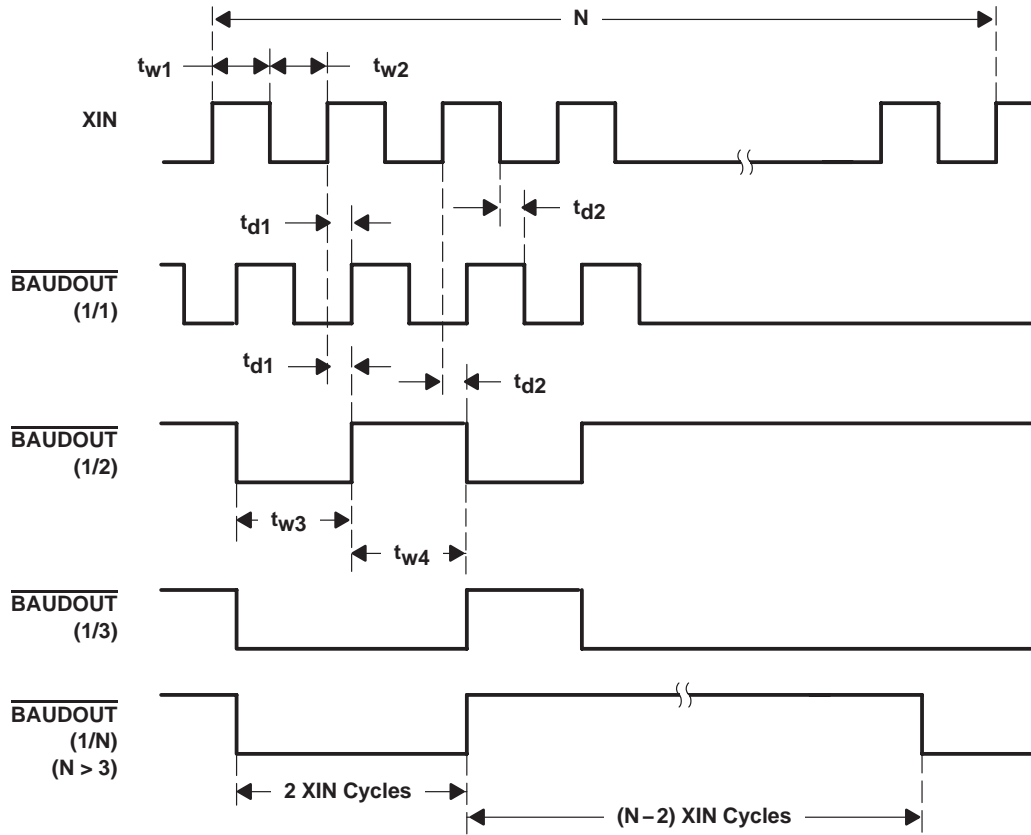 N
tw1
tw2
XIN
td1
td2
BAUDOUT
(1/1)
td1
td2
BAUDOUT
(1/2)
tw3
tw4
BAUDOUT
(1/3)
BAUDOUT
(1/N)
(N > 3)
2 XIN Cycles
(N−2) XIN Cycles